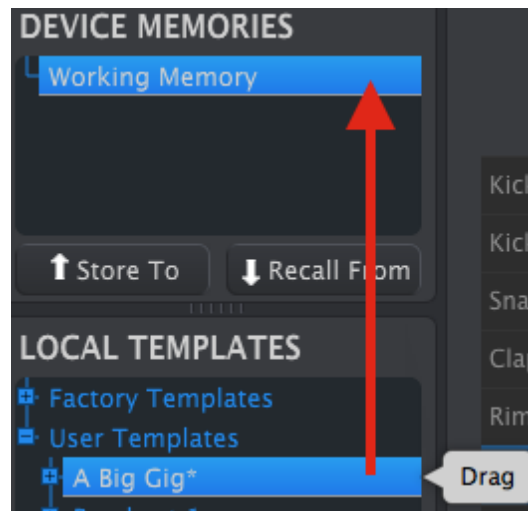 DEVICE MEMORIES
Working Memory
Store To
Recall From
LOCAL TEMPLATES
Factory Templates
User Templates
A Big Gig*
Drag